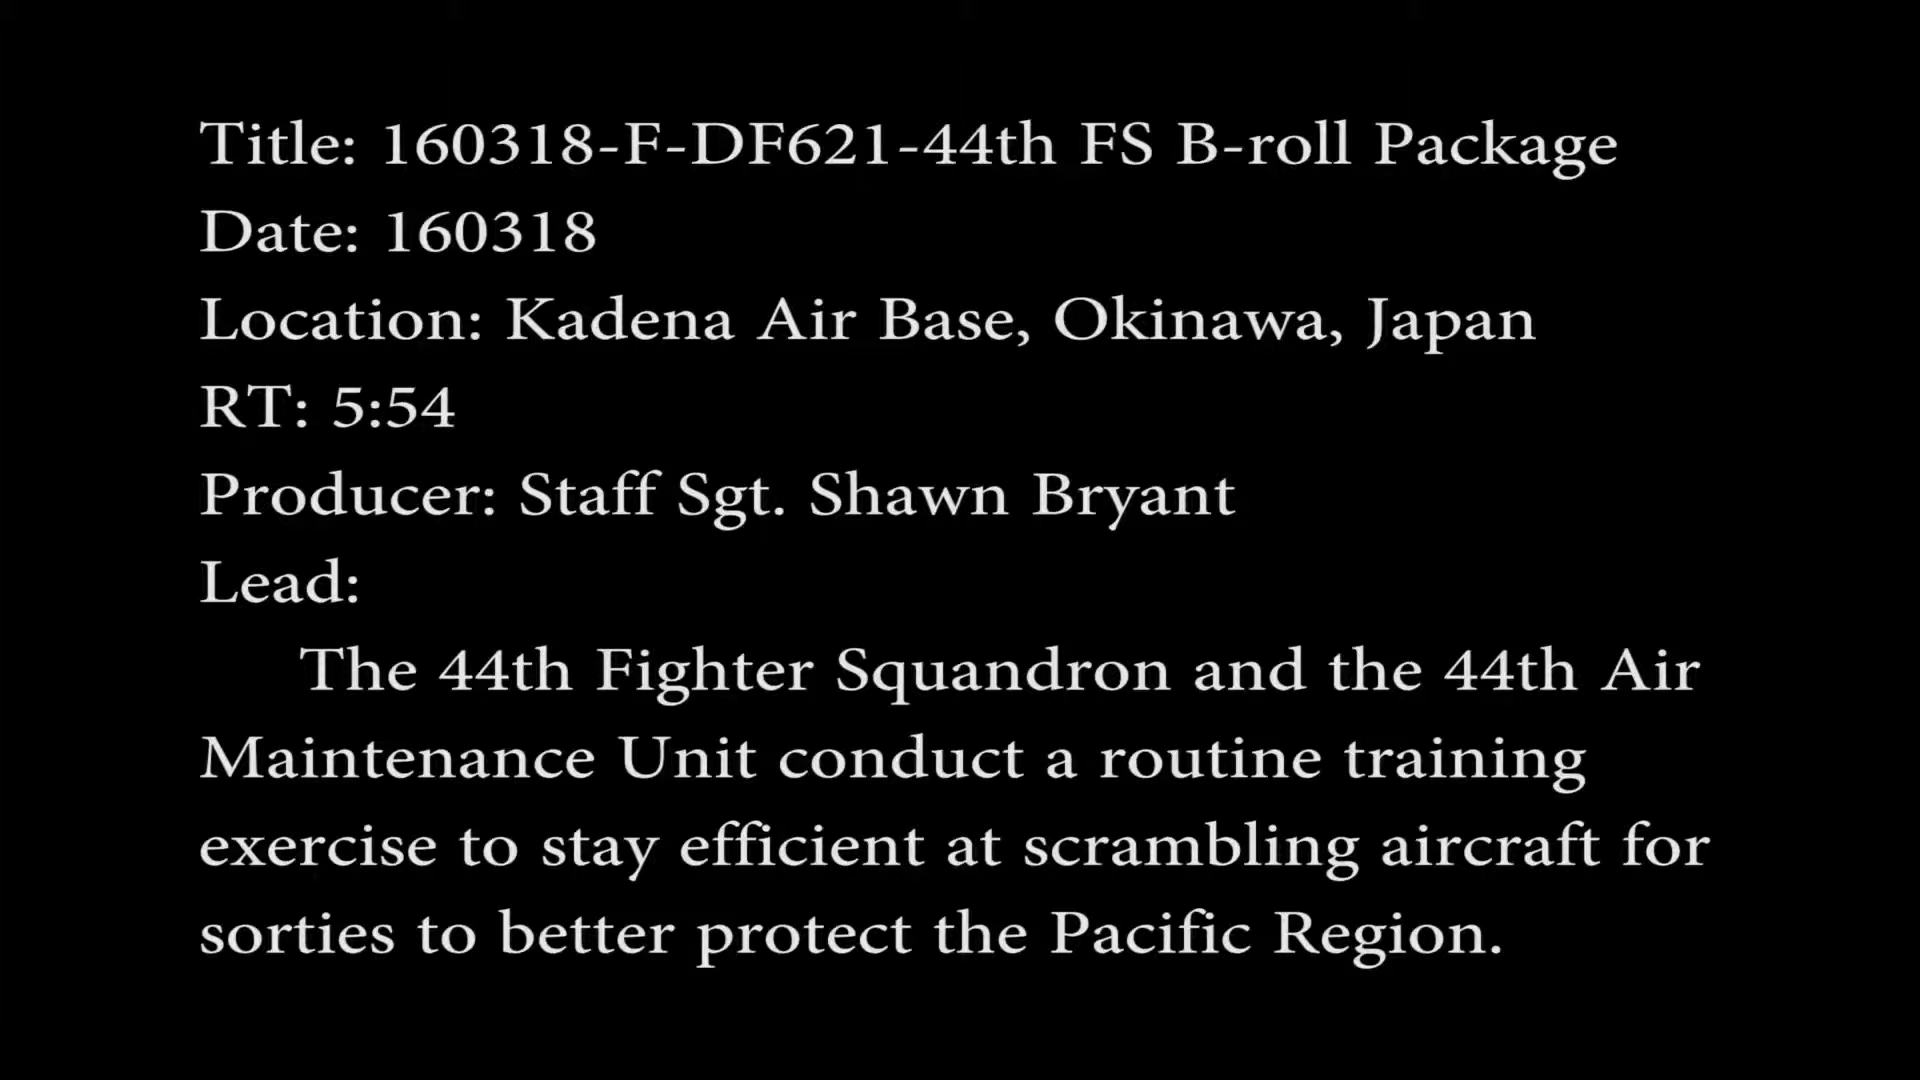 Title: 160318-F-DF621-44th FS B-roll Package
Date: 160318
Location: Kadena Air Base, Okinawa, Japan
RT: 5:54
Producer: Staff Sgt. Shawn Bryant
Lead:
The 44th Fighter Squandron and the 44th Air
Maintenance Unit conduct a routine training
exercise to stay efficient at scrambling aircraft for
sorties to better protect the Pacific Region.